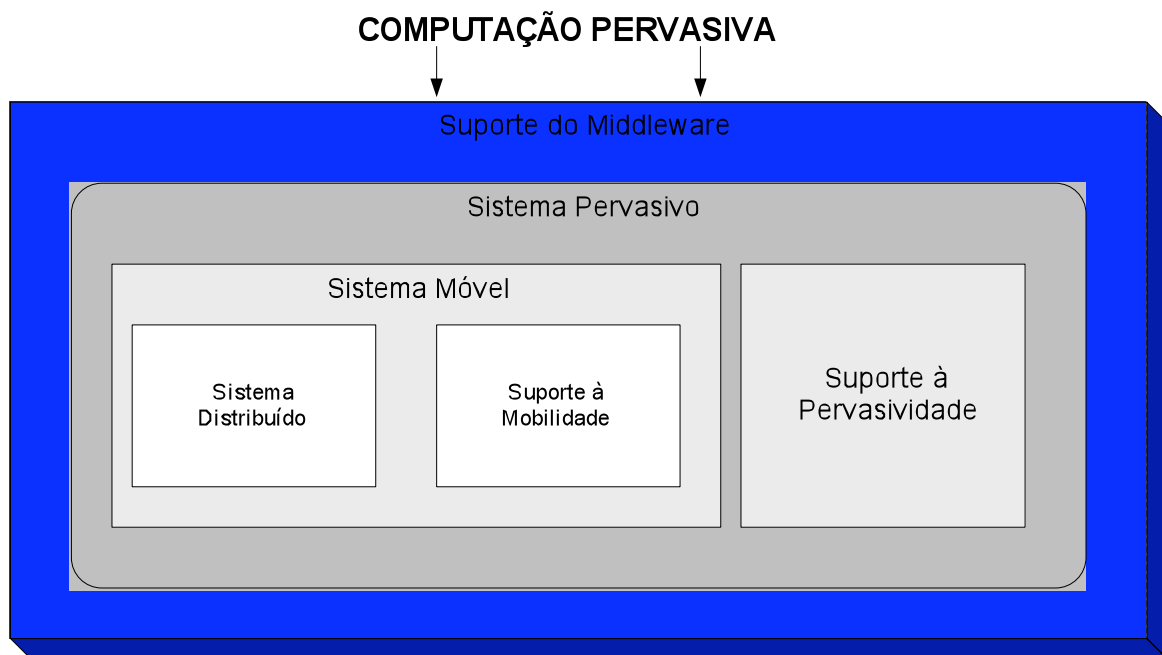 COMPUTAÇÃO PERVASIVA
Suporte do Middleware
Sistema Pervasivo
Sistema Móvel
Sistema
Distribuído
Suporte à
Mobilidade
Suporte à
Pervasividade